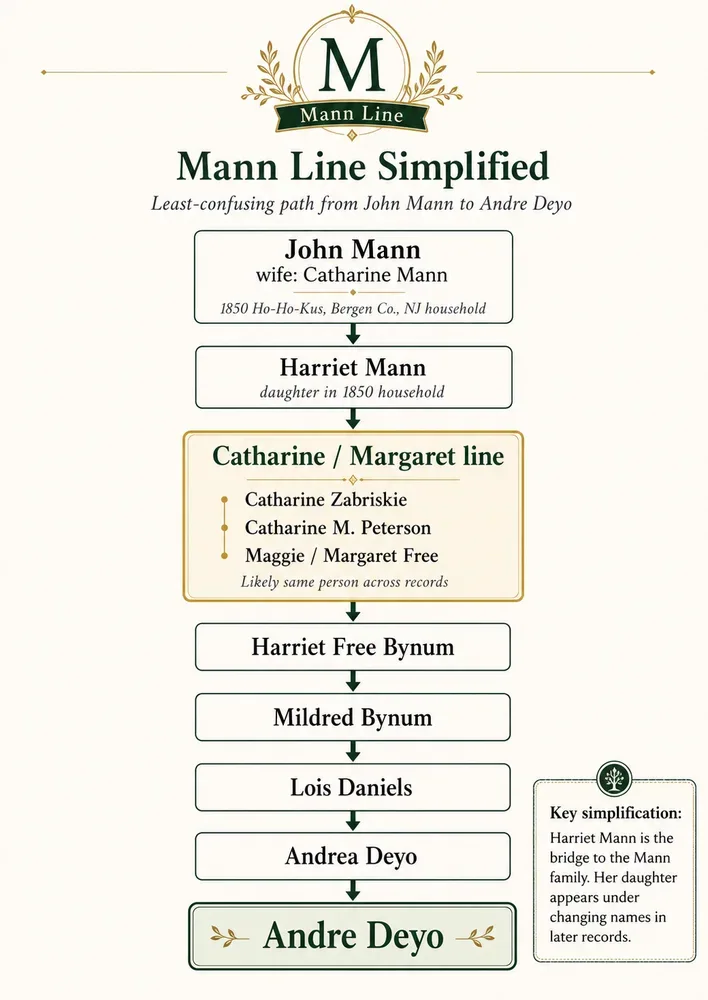 M
Mann Line
Mann Line Simplified
Least-confusing path from John Mann to Andre Deyo
John Mann
wife: Catharine Mann
1850 Ho-Ho-Kus, Bergen Co., NJ household
Harriet Mann
daughter in 1850 household
Catharine / Margaret line
Catharine Zabriskie
Catharine M. Peterson
Maggie / Margaret Free
Likely same person across records
Harriet Free Bynum
Mildred Bynum
Lois Daniels
Andrea Deyo
Andre Deyo
Key simplification:
Harriet Mann is the
bridge to the Mann
family. Her daughter
appears under
changing names in
later records.